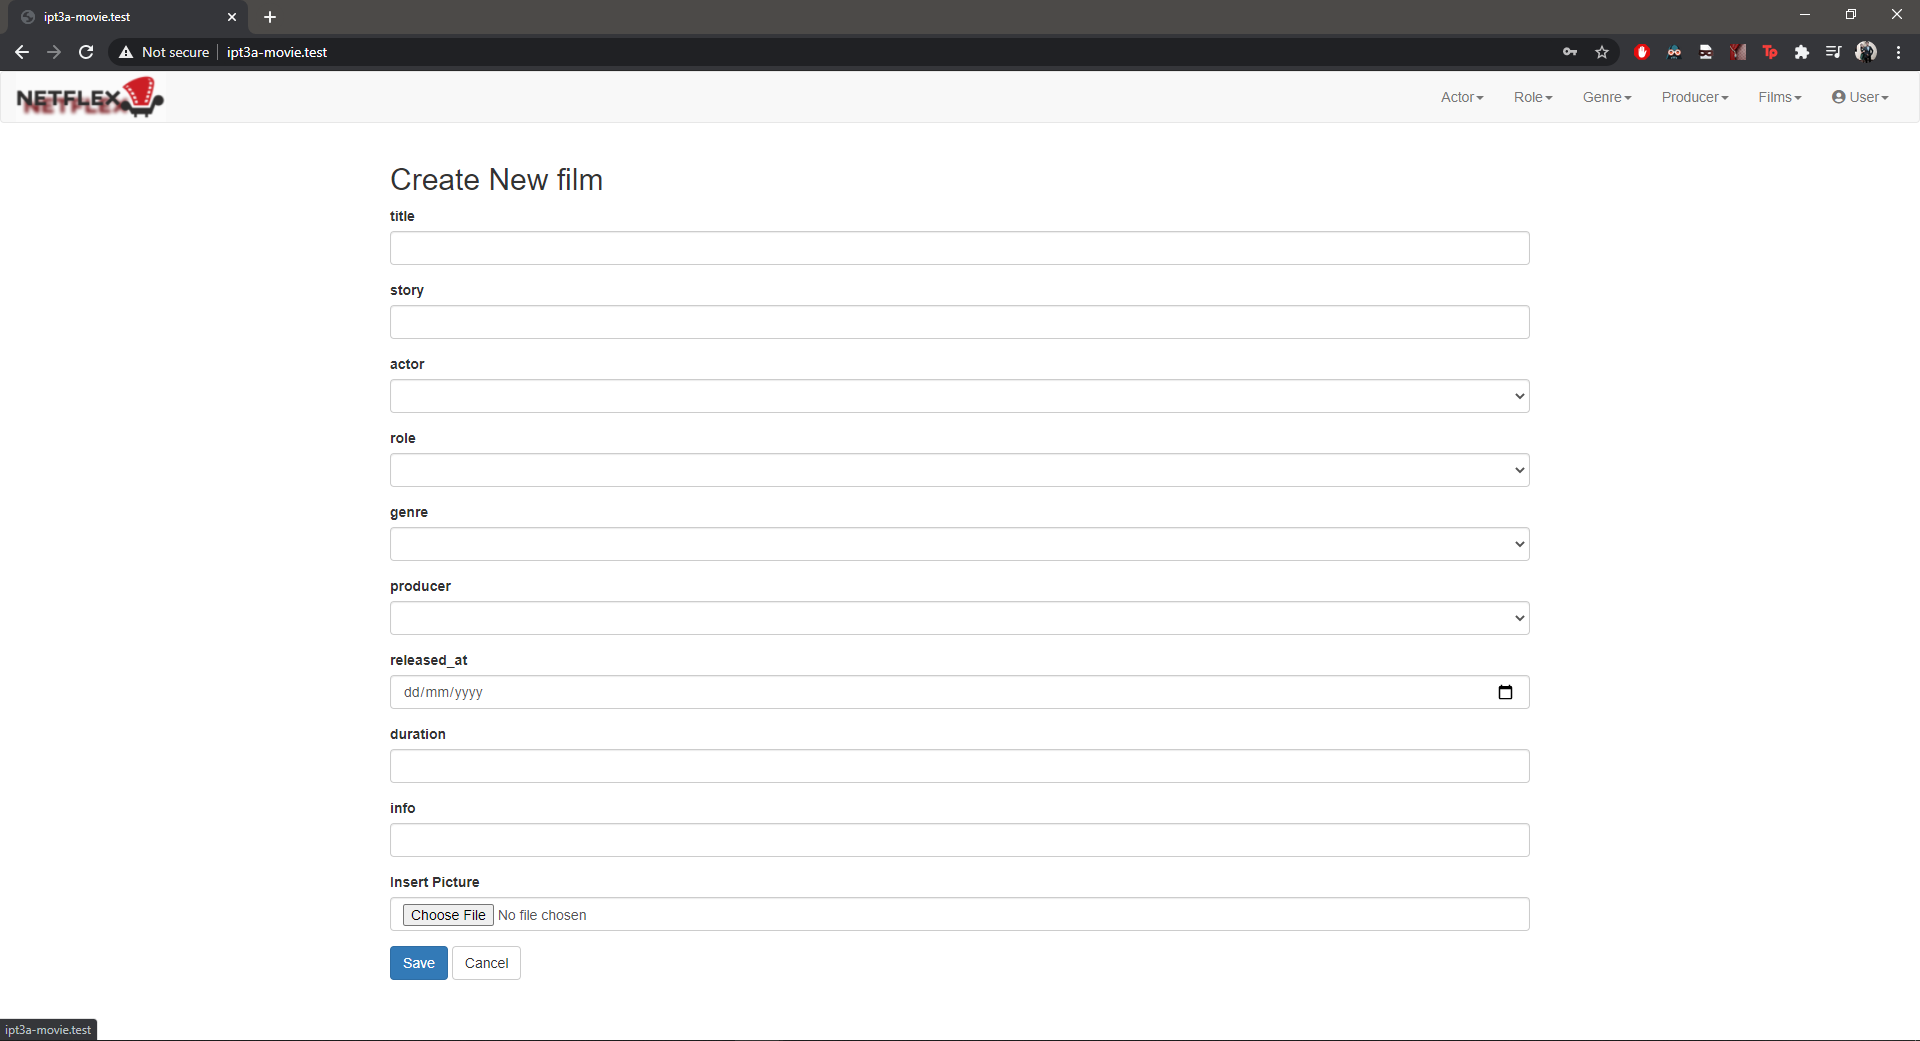 ipt3a-movie.test
Not secure ipt3a-movie.test
Tp
NETFLEX
Actor Role Genre Producer Films User
Create New film
title
story
actor
role
genre
producer
released_at
dd/mm/yyyy
duration
info
Insert Picture
Choose File No file chosen
Save Cancel
ipt3a-movie.test